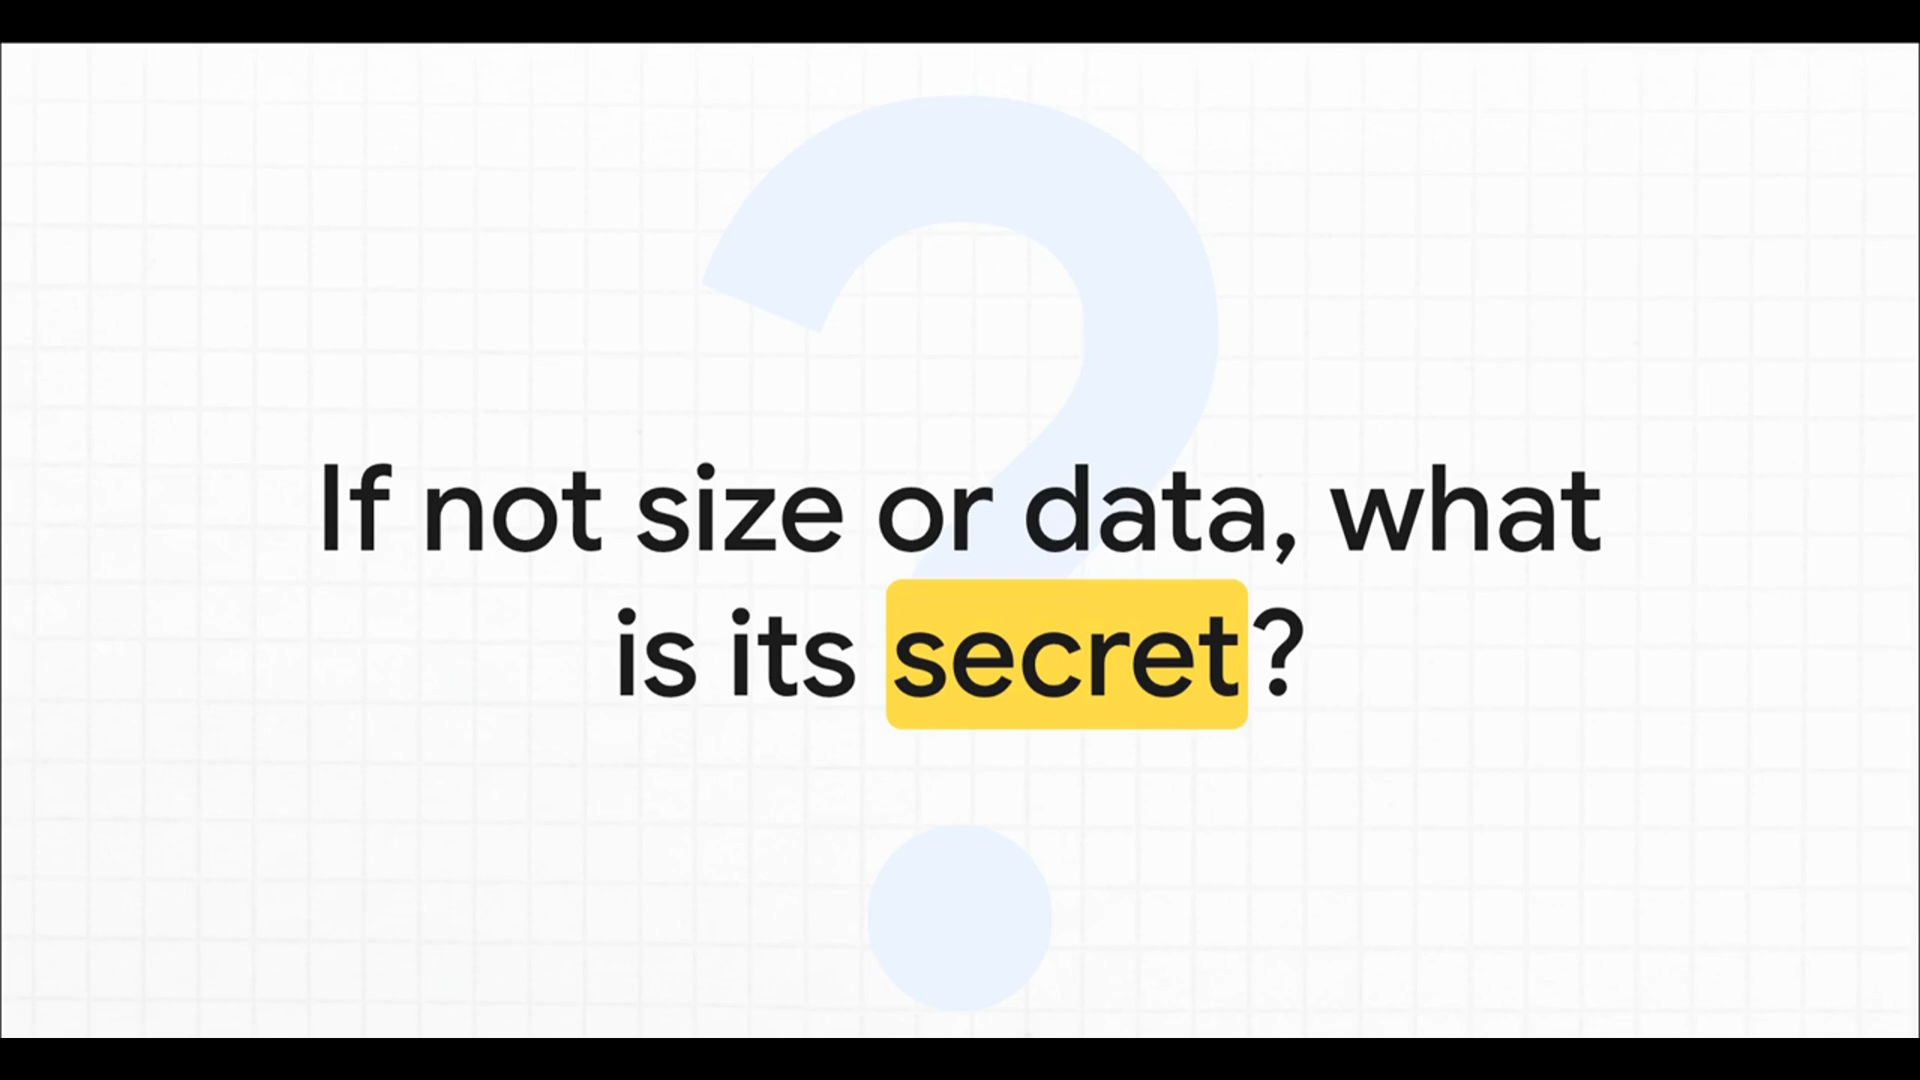 If not size or data, what
is its secret?